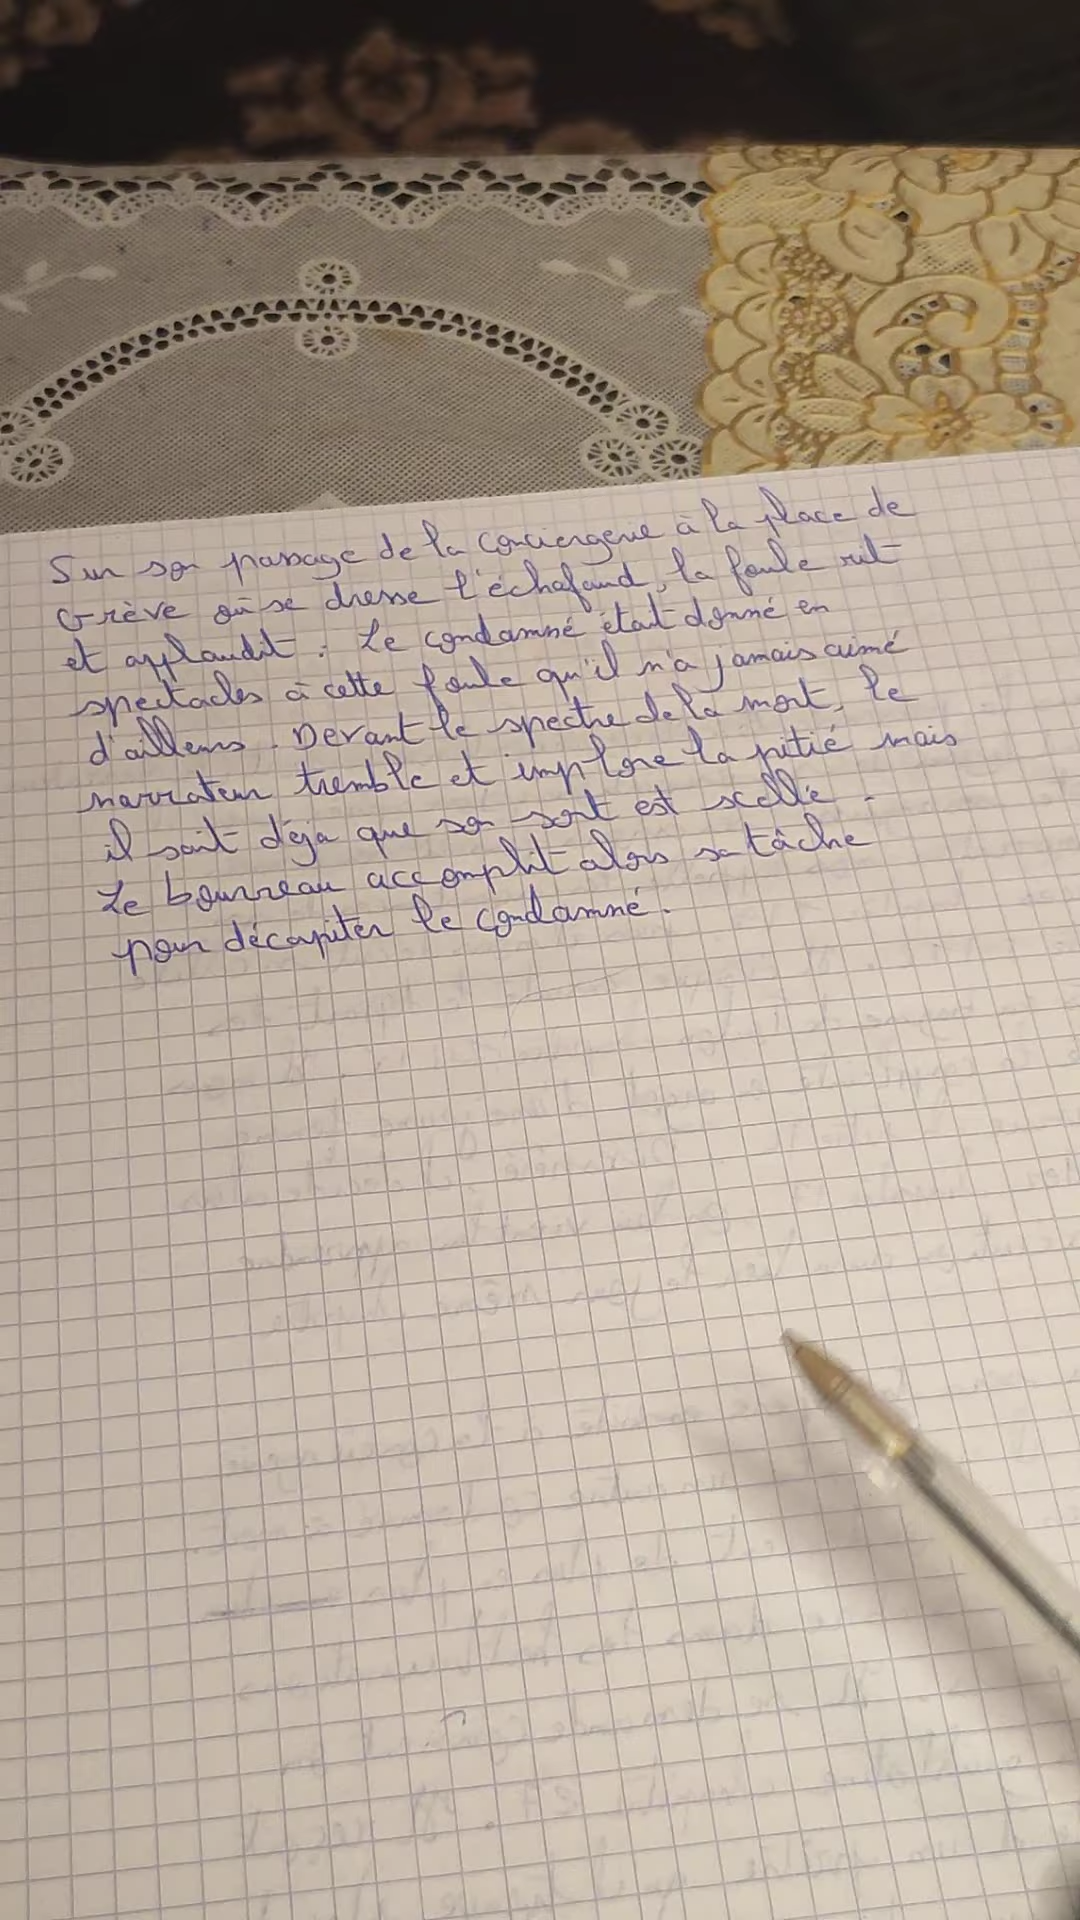 Sur son passage de la conciergerie à la place de
Grève où se dresse l'échafaud, la foule rit
et applaudit. Le condamné était donné en
spectacles à cette foule qu'il n'a jamais aimé
d'ailleurs. Devant le spectre de la mort, le
narrateur tremble et implore la pitié mais
il sait déja que son sort est scellé.
Le bourreau accomplit alors sa tâche
pour décapiter le condamné.